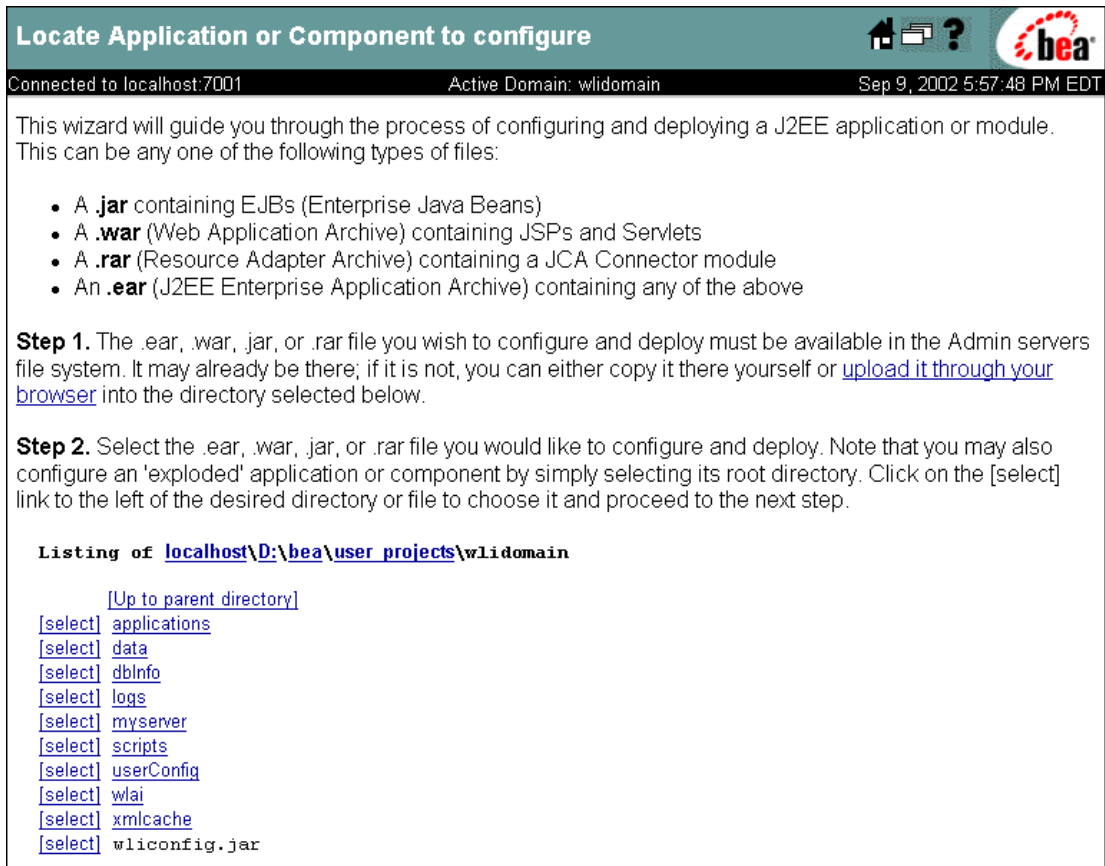 Locate Application or Component to configure
? bea
Connected to localhost:7001 Active Domain: wlidomain Sep 9, 2002 5:57:48 PM EDT
This wizard will guide you through the process of configuring and deploying a J2EE application or module.
This can be any one of the following types of files:
• A .jar containing EJBs (Enterprise Java Beans)
• A .war (Web Application Archive) containing JSPs and Servlets
• A .rar (Resource Adapter Archive) containing a JCA Connector module
• An .ear (J2EE Enterprise Application Archive) containing any of the above
Step 1. The .ear, .war, .jar, or .rar file you wish to configure and deploy must be available in the Admin servers
file system. It may already be there; if it is not, you can either copy it there yourself or upload it through your
browser into the directory selected below.
Step 2. Select the .ear, .war, .jar, or .rar file you would like to configure and deploy. Note that you may also
configure an 'exploded' application or component by simply selecting its root directory. Click on the [select]
link to the left of the desired directory or file to choose it and proceed to the next step.
Listing of localhost\D:\bea\user_projects\wlidomain
[Up to parent directory]
[select] applications
[select] data
[select] dbInfo
[select] logs
[select] myserver
[select] scripts
[select] userConfig
[select] wlai
[select] xmlcache
[select] wliconfig.jar